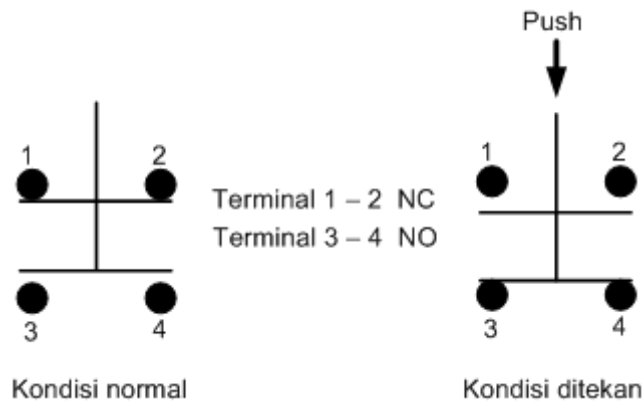 Push
1 2
1 2
Terminal 1 – 2 NC
Terminal 3 – 4 NO
3 4
3 4
Kondisi normal
Kondisi ditekan